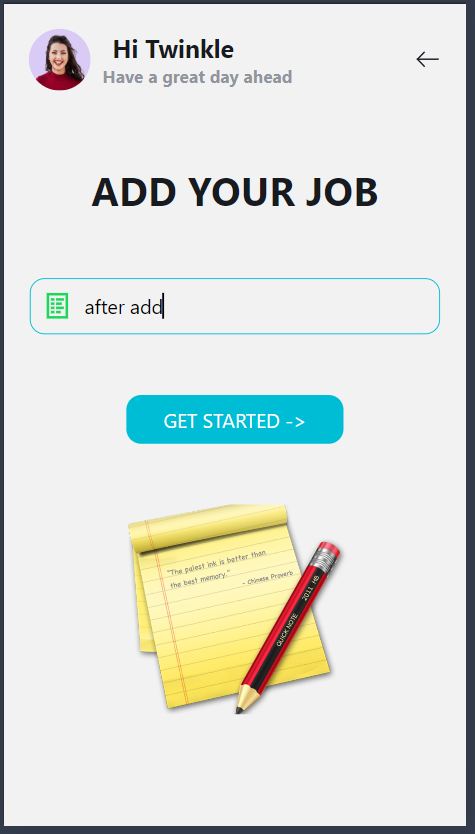 Hi Twinkle
Have a great day ahead
ADD YOUR JOB
after add
GET STARTED ->
"The palest ink is better than
the best memory."
- Chinese Proverb
QUICK NOTE 2011 HB